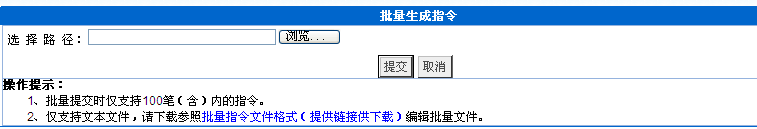 批量生成指令
选 择 路 径： 浏览...
提交 取消
操作提示：
1、批量提交时仅支持100笔（含）内的指令。
2、仅支持文本文件，请下载参照批量指令文件格式（提供链接供下载）编辑批量文件。